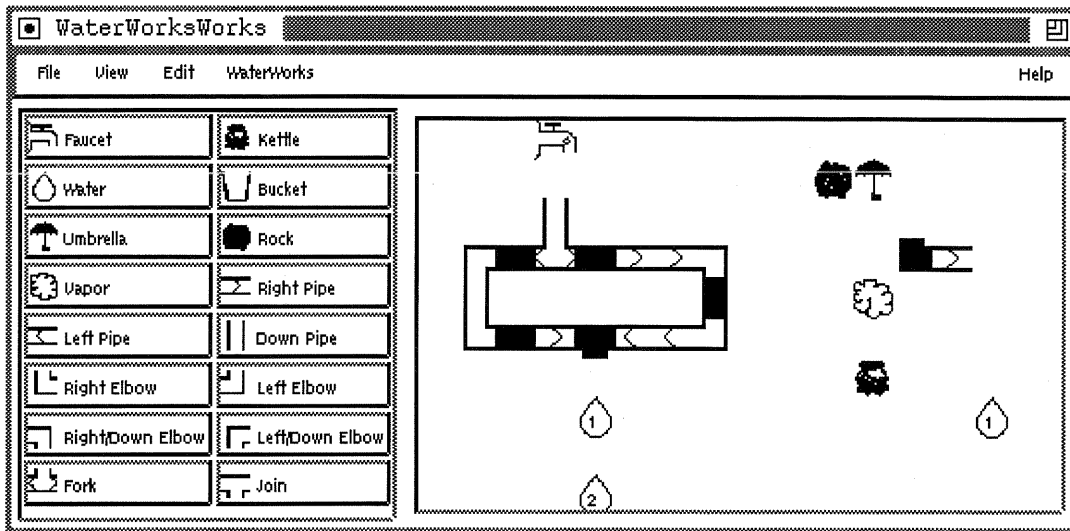 WaterWorksWorks
File View Edit WaterWorks Help
Faucet Kettle
Water Bucket
Umbrella Rock
Vapor Right Pipe
Left Pipe Down Pipe
Right Elbow Left Elbow
Right/Down Elbow Left/Down Elbow
Fork Join
1
1 1
2